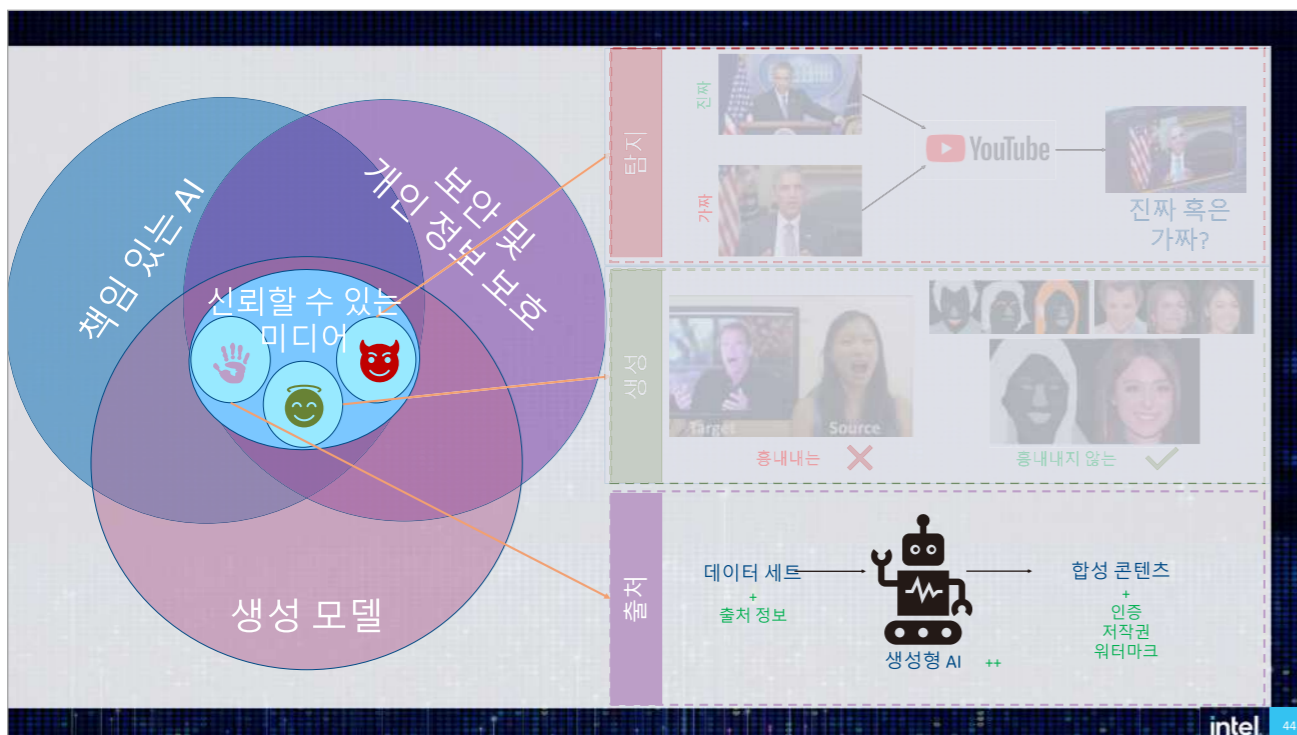 책임 있는 AI
보안 및
개인 정보 보호
신뢰할 수 있는
미디어
생성 모델
탐지
진짜
가짜
YouTube
진짜 혹은
가짜?
생성
Target
Source
흉내내는
흉내내지 않는
출처
데이터 세트
+
출처 정보
생성형 AI ++
합성 콘텐츠
+
인증
저작권
워터마크
intel.
44